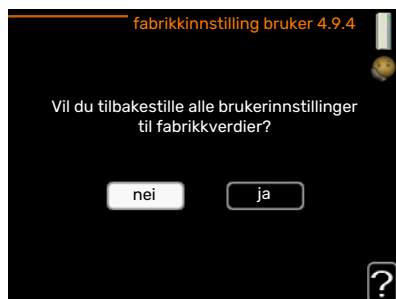 fabrikkinnstilling bruker 4.9.4
Vil du tilbakestille alle brukerinnstillinger
til fabrikkverdier?
nei
ja
?